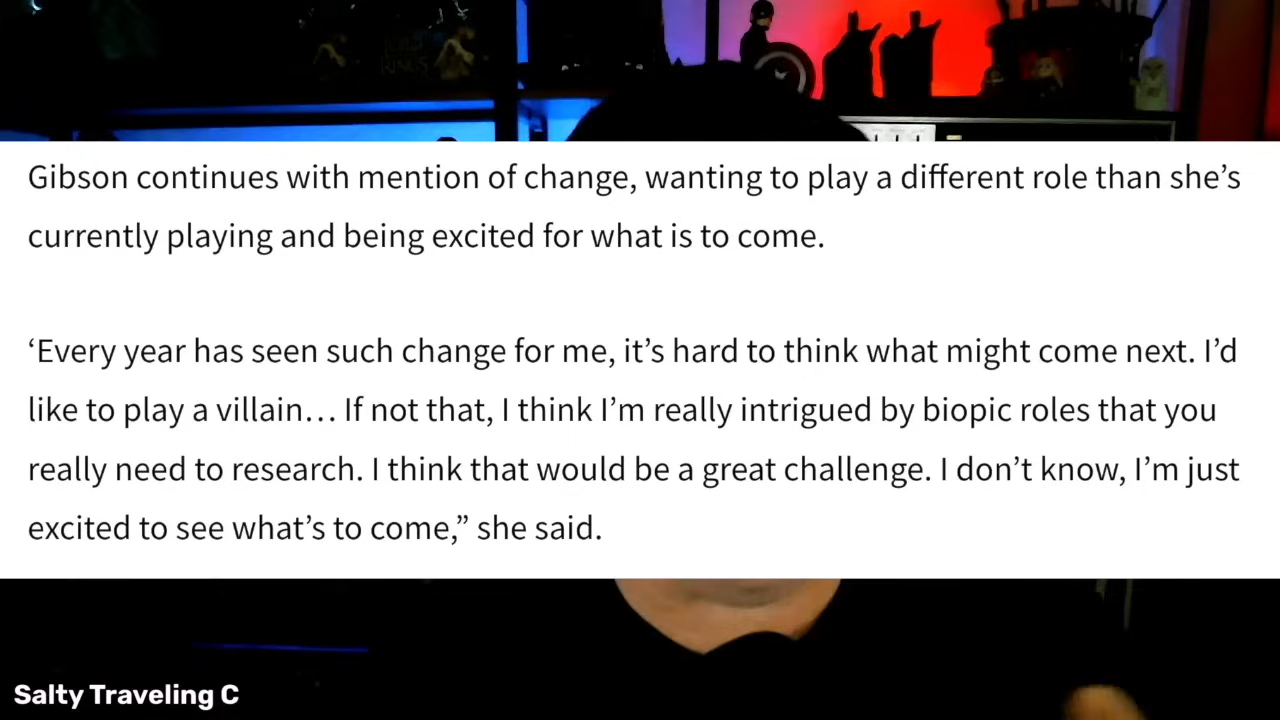 Gibson continues with mention of change, wanting to play a different role than she’s
currently playing and being excited for what is to come.
‘Every year has seen such change for me, it’s hard to think what might come next. I’d
like to play a villain… If not that, I think I’m really intrigued by biopic roles that you
really need to research. I think that would be a great challenge. I don’t know, I’m just
excited to see what’s to come,” she said.
Salty Traveling C